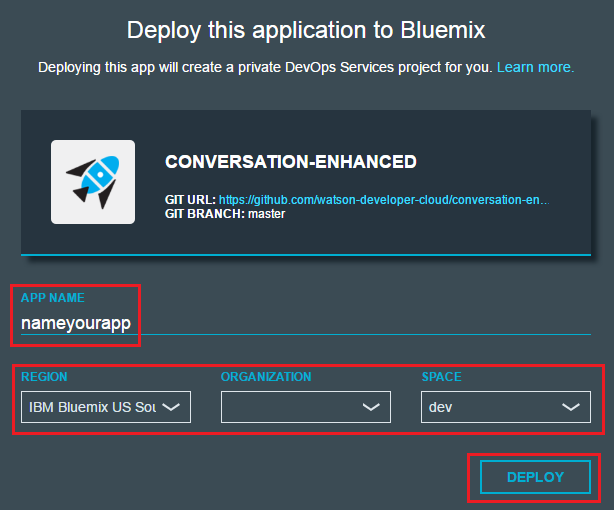 Deploy this application to Bluemix
Deploying this app will create a private DevOps Services project for you. Learn more.
CONVERSATION-ENHANCED
GIT URL: https://github.com/watson-developer-cloud/conversation-en...
GIT BRANCH: master
APP NAME
nameyourapp
REGION ORGANIZATION SPACE
IBM Bluemix US Sou dev
DEPLOY